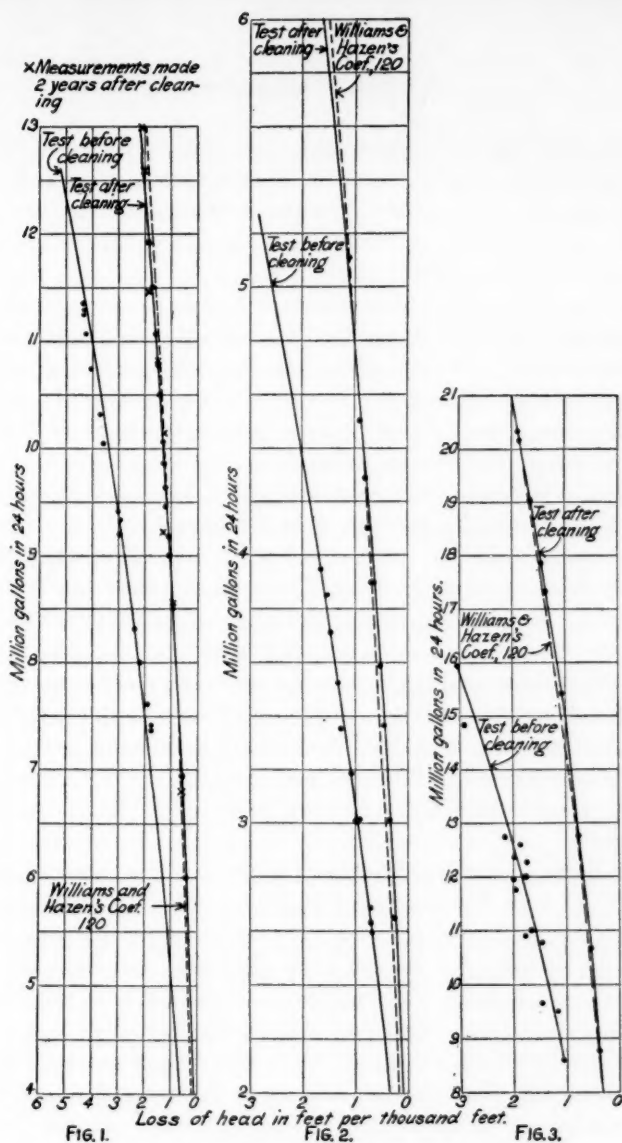 ×Measurements made
2 years after clean-
ing
Test before
cleaning
Test after
cleaning
Million gallons in 24 hours
13
12
11
10
9
8
7
6
5
4
Williams and
Hazen's Coef.
120
6 5 4 3 2 1 0
FIG. 1.
Test after
cleaning
Williams &
Hazen's
Coef., 120
Test before
cleaning
Million gallons in 24 hours
6
5
4
3
2
3 2 1 0
FIG. 2.
21
20
19
18
17
16
15
14
13
12
11
10
9
8
Million gallons in 24 hours.
Test after
cleaning
Williams &
Hazen's
Coef., 120
Test before
cleaning
3 2 1 0
Loss of head in feet per thousand feet.
FIG. 3.